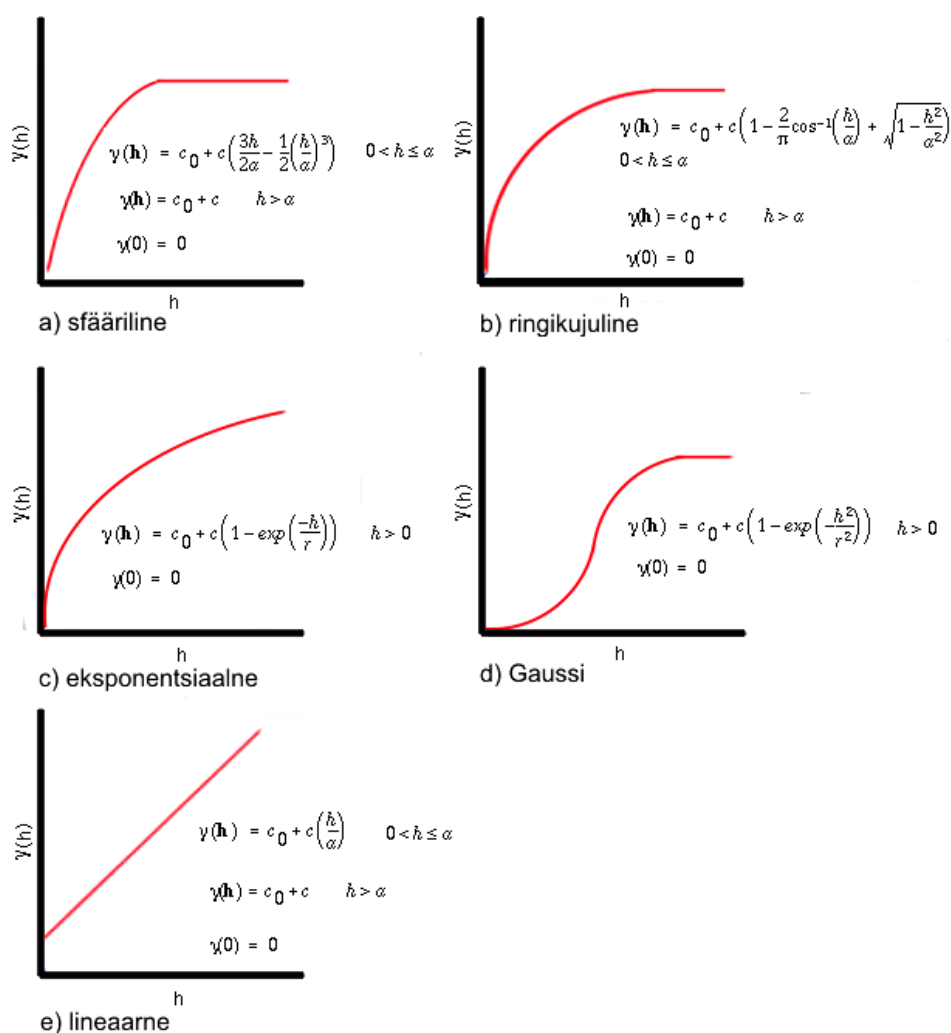 γ(h)
γ(h) = c₀ + c(3h/2a − 1/2(h/a)³)  0 < h ≤ a
γ(h) = c₀ + c  h > a
γ(0) = 0
h
a) sfääriline
γ(h)
γ(h) = c₀ + c(1 − 2/π cos⁻¹(h/a) + √(1 − h²/a²))
0 < h ≤ a
γ(h) = c₀ + c  h > a
γ(0) = 0
h
b) ringikujuline
γ(h)
γ(h) = c₀ + c(1 − exp(−h/r))  h > 0
γ(0) = 0
h
c) eksponentsiaalne
γ(h)
γ(h) = c₀ + c(1 − exp(−h²/r²))  h > 0
γ(0) = 0
h
d) Gaussi
γ(h)
γ(h) = c₀ + c(h/a)  0 < h ≤ a
γ(h) = c₀ + c  h > a
γ(0) = 0
h
e) lineaarne